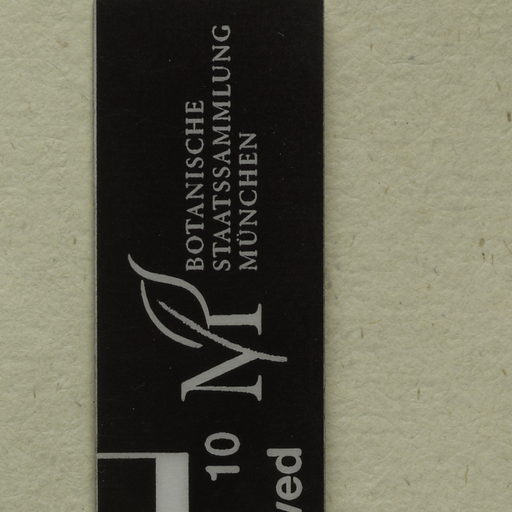 BOTANISCHE
STAATSSAMMLUNG
MÜNCHEN
M
10
ved